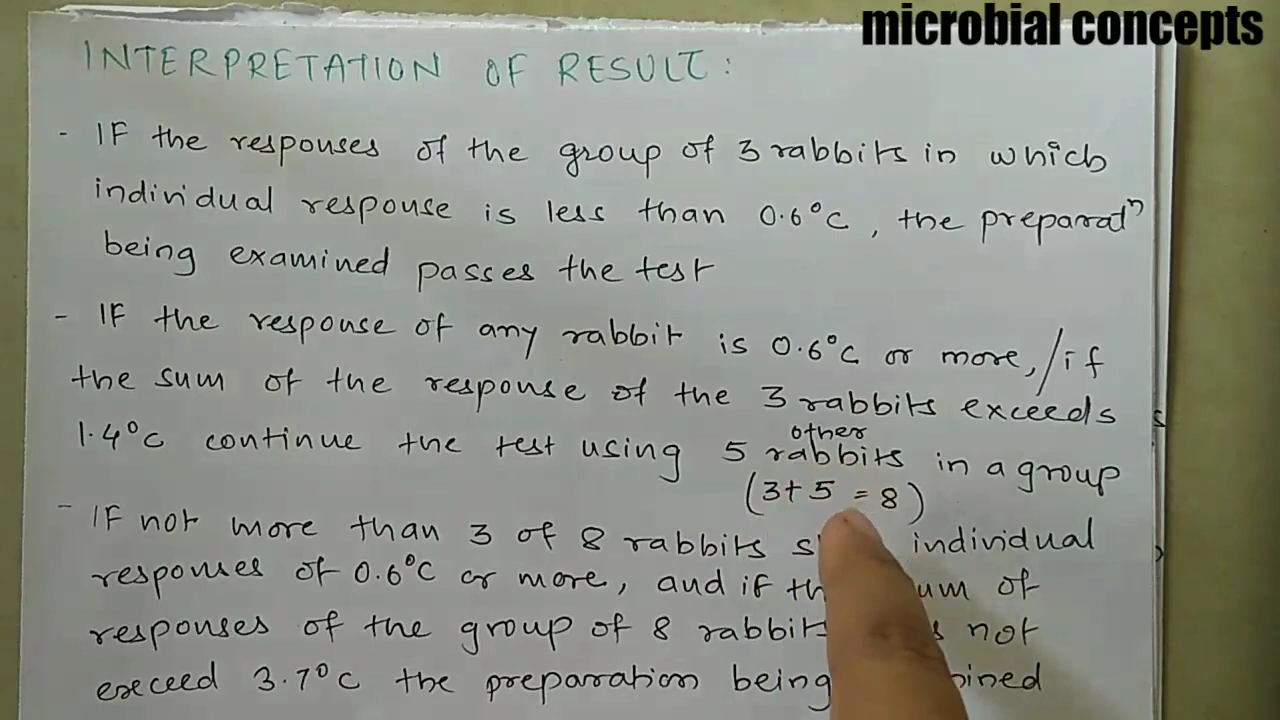 microbial concepts
INTERPRETATION OF RESULT:
- IF the responses of the group of 3 rabbits in which
individual response is less than 0.6°C, the preparatⁿ
being examined passes the test
- IF the response of any rabbit is 0.6°C or more, / if
the sum of the response of the 3 rabbits exceeds
other
1.4°C continue the test using 5 rabbits in a group
(3+5=8)
- IF not more than 3 of 8 rabbits individual
responses of 0.6°C or more, and if of
responses of the group of 8 not
exceed 3.7°C the preparation being